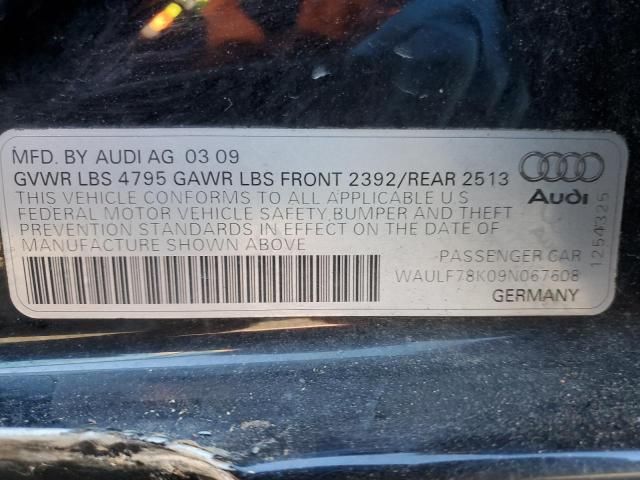 MFD. BY AUDI AG 03 09
GVWR LBS 4795 GAWR LBS FRONT 2392/REAR 2513
THIS VEHICLE CONFORMS TO ALL APPLICABLE U S
FEDERAL MOTOR VEHICLE SAFETY, BUMPER AND THEFT
PREVENTION STANDARDS IN EFFECT ON THE DATE OF
MANUFACTURE SHOWN ABOVE
Audi
PASSENGER CAR
WAULF78K09N067608
GERMANY
1254325